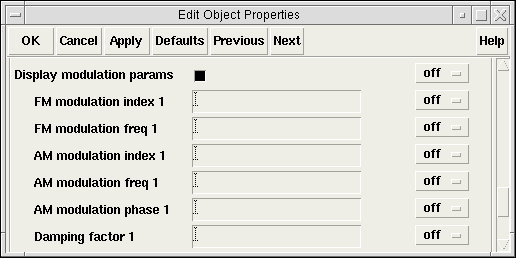 Edit Object Properties
OK Cancel Apply Defaults Previous Next Help
Display modulation params off
FM modulation index 1 off
FM modulation freq 1 off
AM modulation index 1 off
AM modulation freq 1 off
AM modulation phase 1 off
Damping factor 1 off